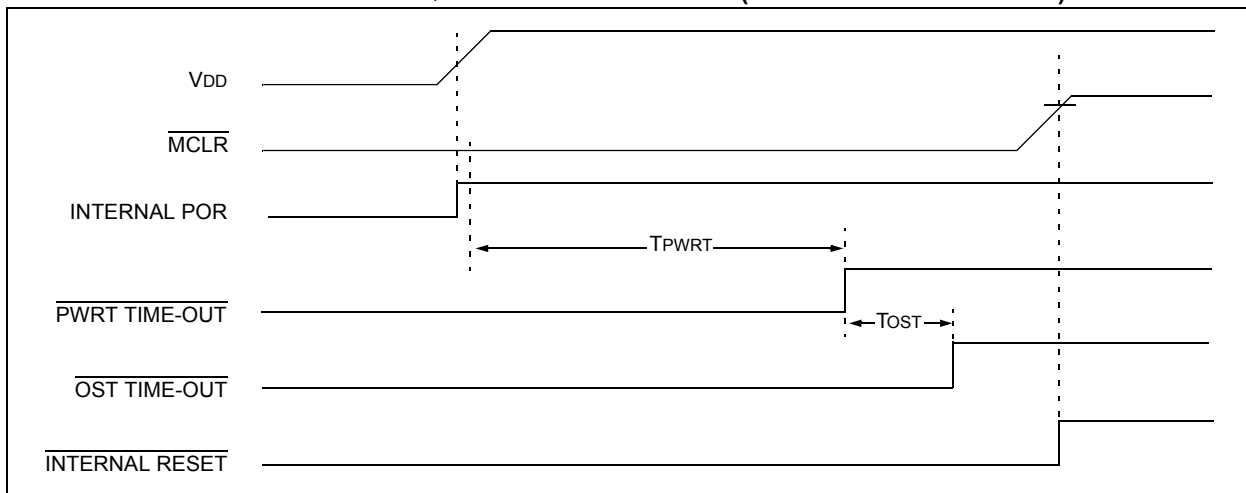 VDD
MCLR
INTERNAL POR
TPWRT
PWRT TIME-OUT
TOST
OST TIME-OUT
INTERNAL RESET